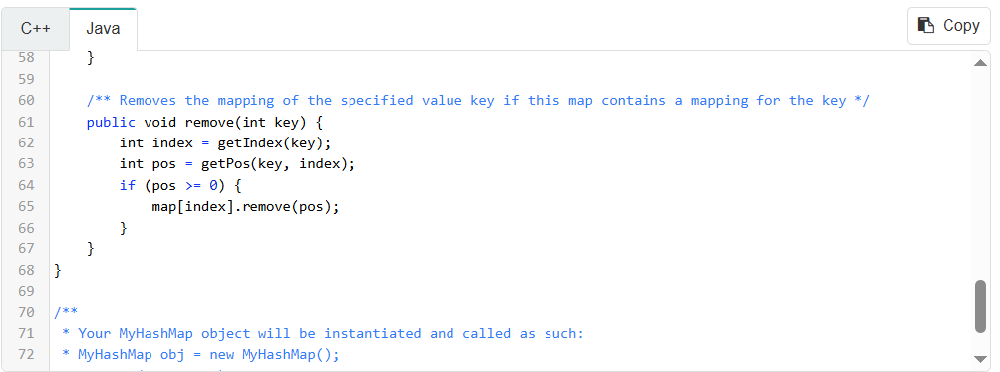 C++
Java
Copy
58     }
59
60     /** Removes the mapping of the specified value key if this map contains a mapping for the key */
61     public void remove(int key) {
62         int index = getIndex(key);
63         int pos = getPos(key, index);
64         if (pos >= 0) {
65             map[index].remove(pos);
66         }
67     }
68 }
69
70 /**
71  * Your MyHashMap object will be instantiated and called as such:
72  * MyHashMap obj = new MyHashMap();